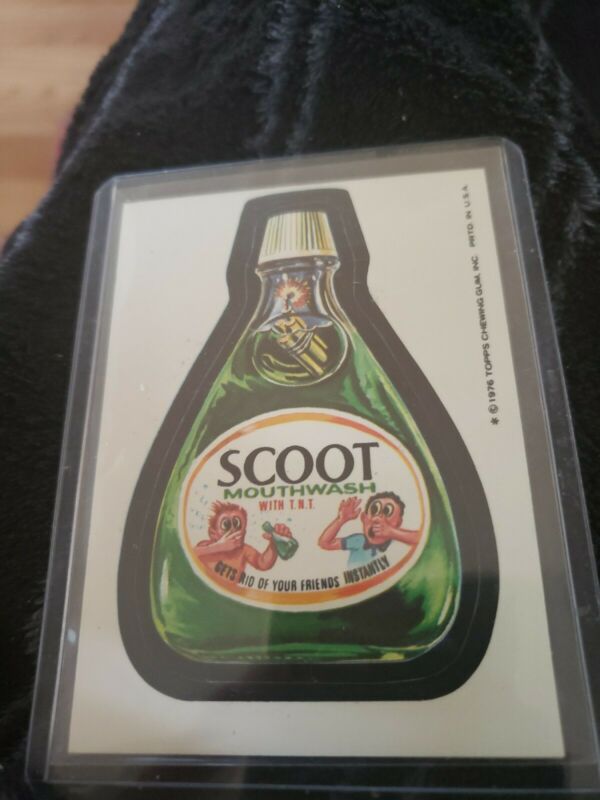 * © 1976 TOPPS CHEWING GUM, INC. PRTD. IN U.S.A.
SCOOT
MOUTHWASH
WITH T.N.T.
GETS RID OF YOUR FRIENDS INSTANTLY